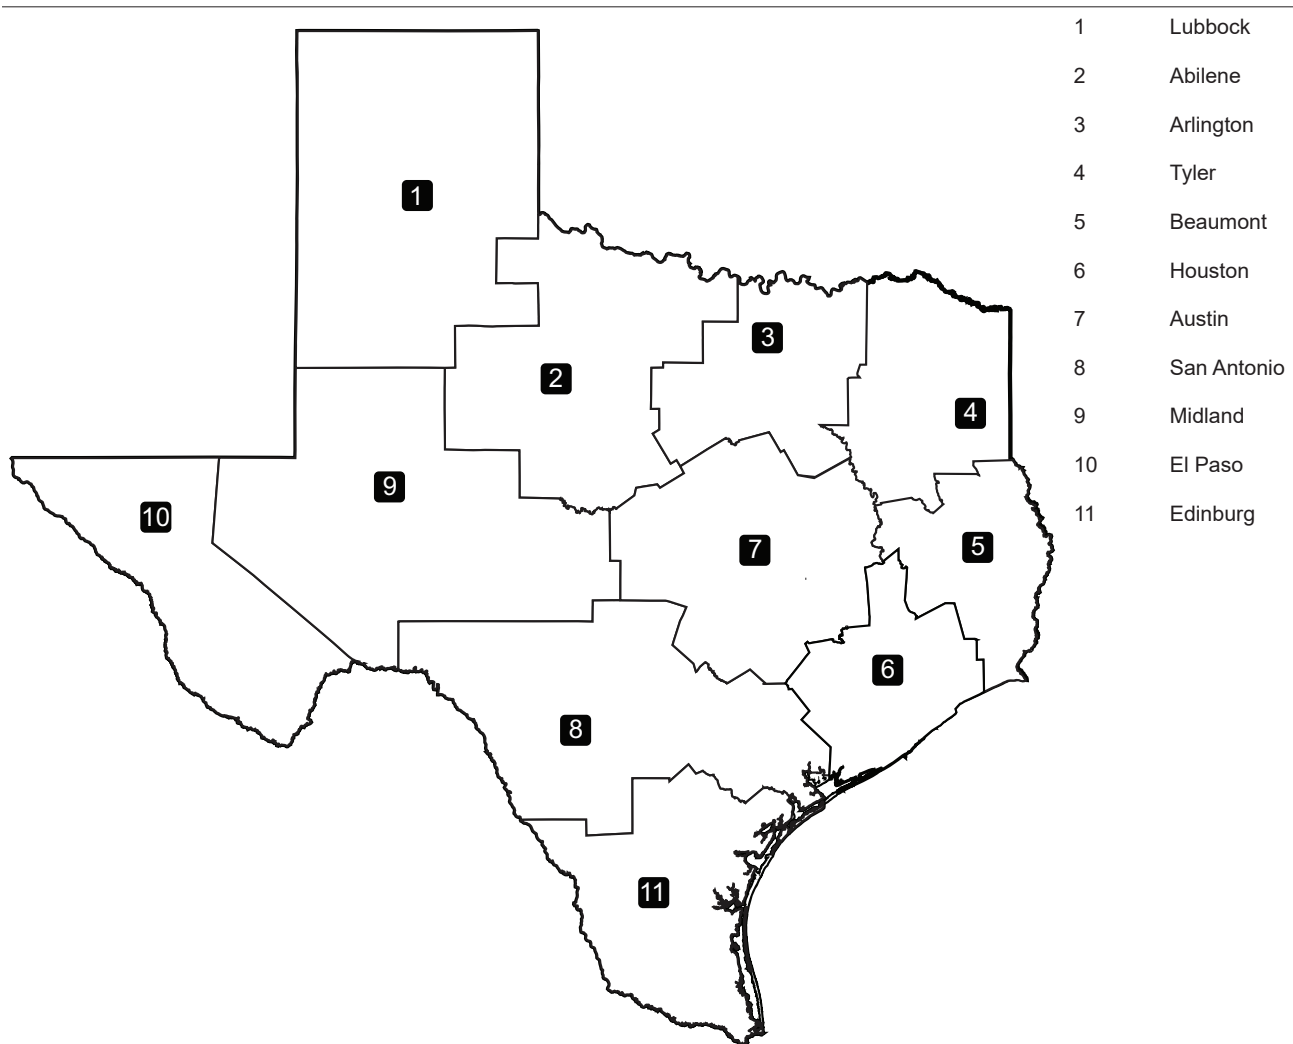 1 Lubbock
2 Abilene
3 Arlington
4 Tyler
5 Beaumont
6 Houston
7 Austin
8 San Antonio
9 Midland
10 El Paso
11 Edinburg
1
3
2
4
9
10
5
7
6
8
11